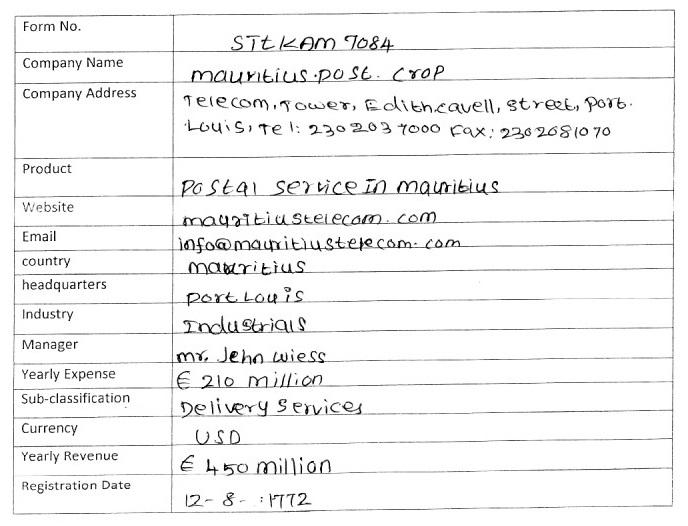 Form No. STtKAM 7084
Company Name mauritius.post. crop
Company Address Telecom, Tower, Edith.cavell, street, port.
Louis, Tel: 230 203 7000 Fax: 230 2081070
Product Postal service In mauritius
Website mauritiustelecom.com
Email info@mauritiustelecom.com
country mauritius
headquarters Port Louis
Industry Industrials
Manager mr. John wiess
Yearly Expense € 210 million
Sub-classification Delivery Services
Currency USD
Yearly Revenue € 450 million
Registration Date 12- 8- :1772